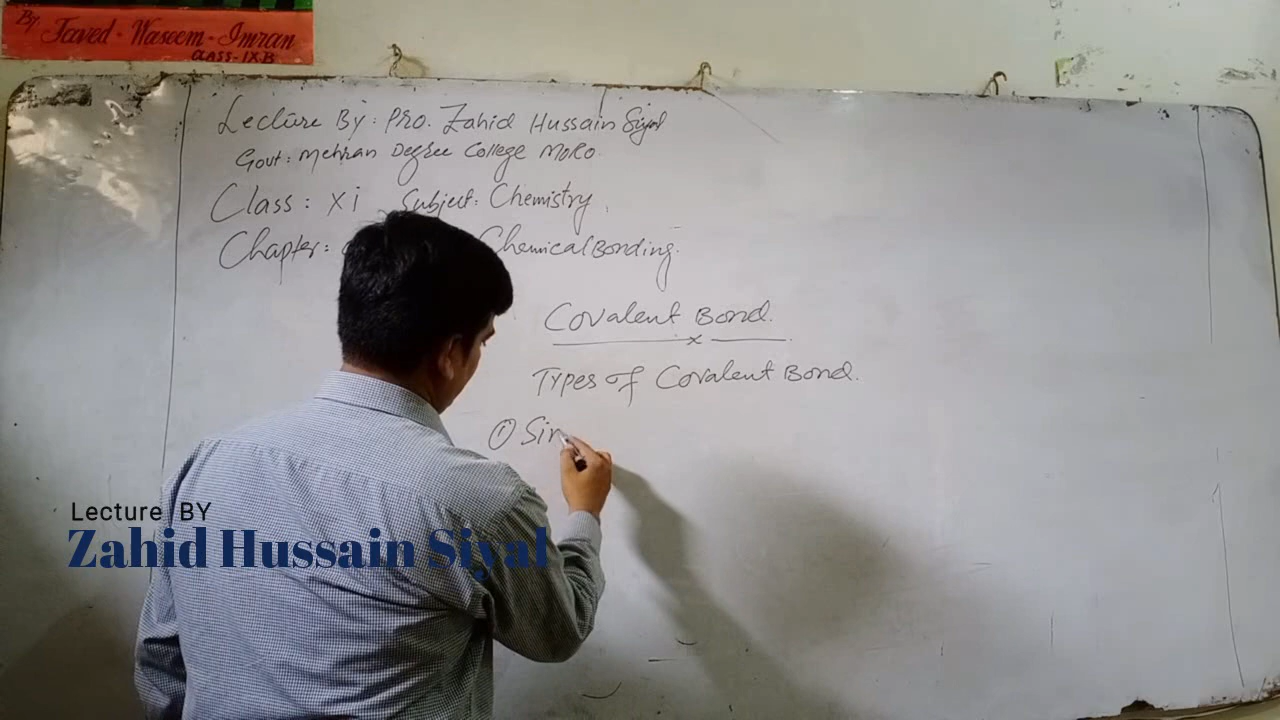 By. Javed - Waseem - Imran
CLASS-IX.B
Lecture By: Pro. Zahid Hussain Siyal
Govt: Mehran Degree College Moro.
Class: XI Subject: Chemistry
Chapter: Chemical Bonding.
Covalent Bond.
Types of Covalent Bond.
① Sin
Lecture BY
Zahid Hussain Siyal